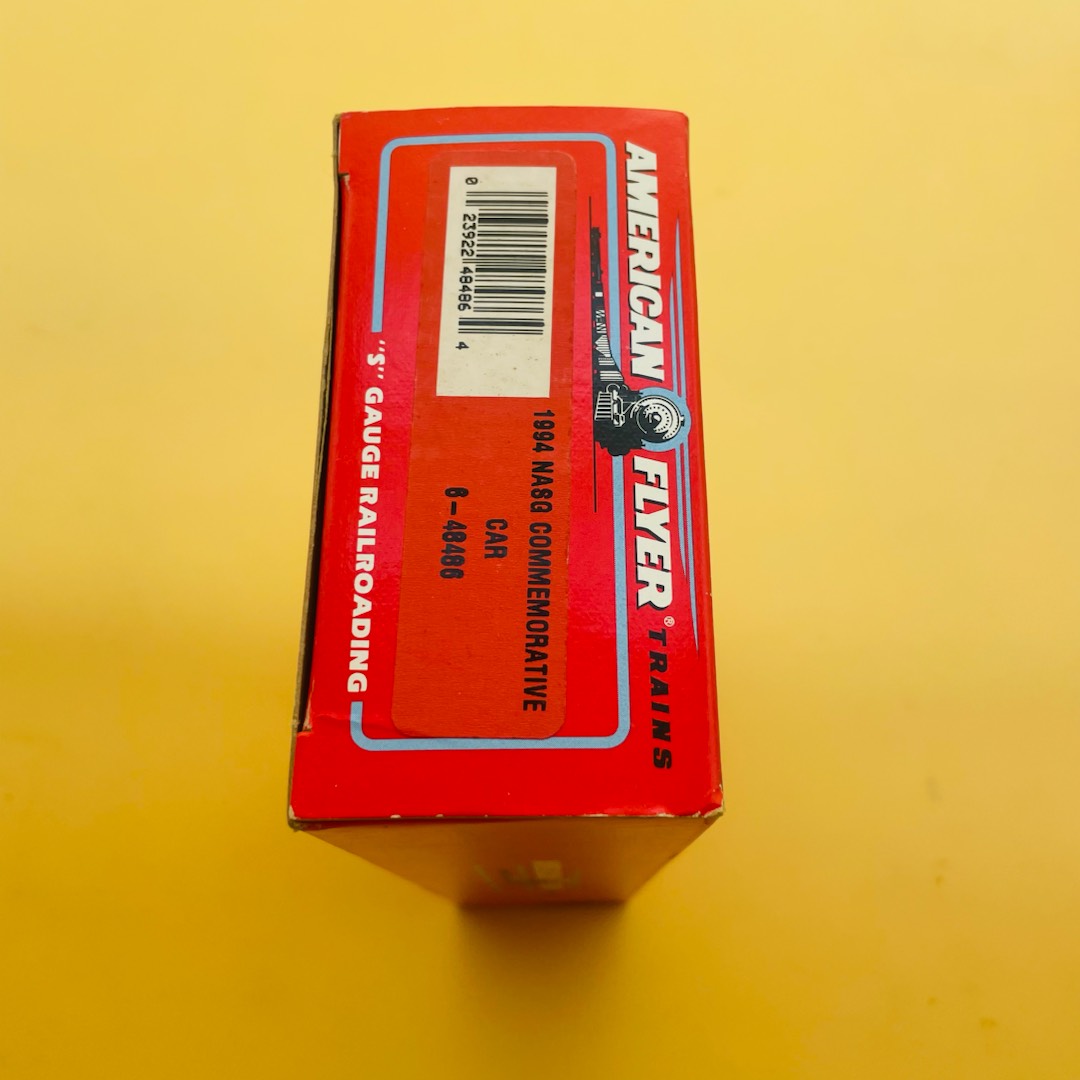 AMERICAN FLYER® TRAINS
1994 NASG COMMEMORATIVE
CAR
6-48486
0 23922 48486 4
"S" GAUGE RAILROADING